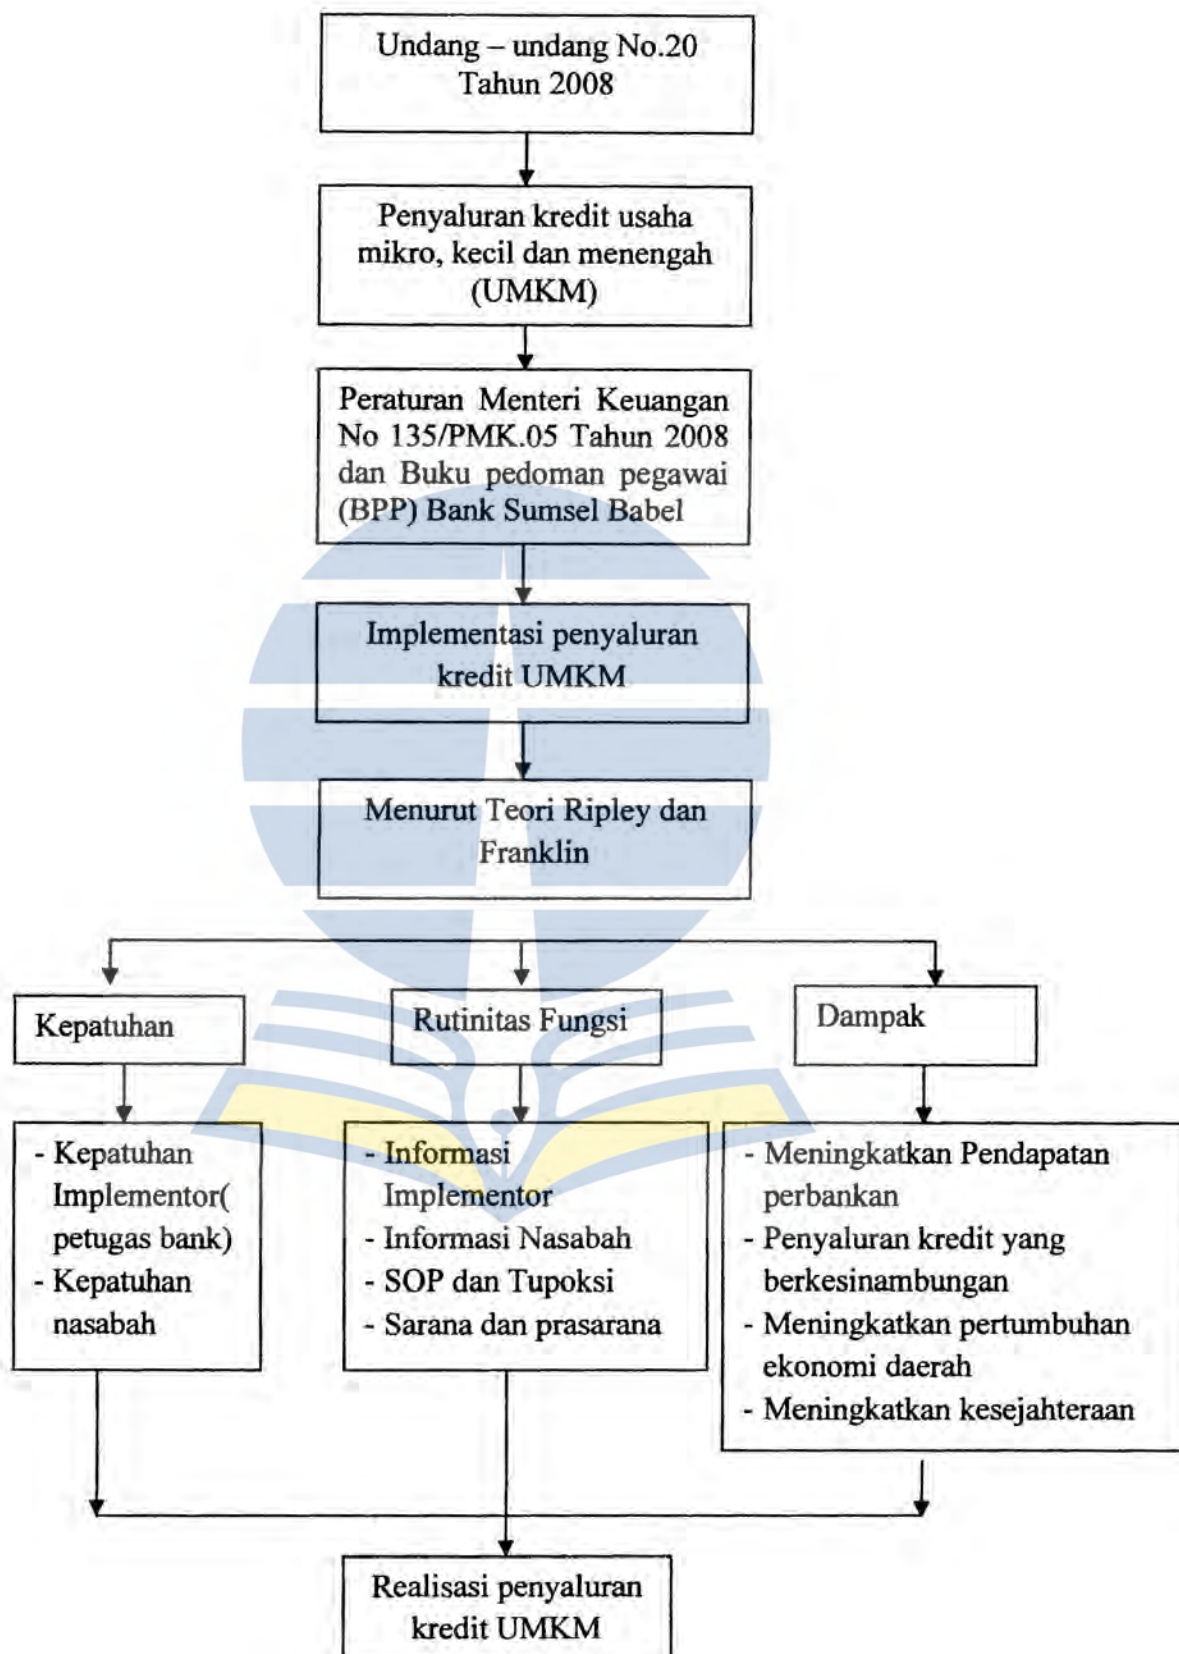 Undang – undang No.20
Tahun 2008
Penyaluran kredit usaha
mikro, kecil dan menengah
(UMKM)
Peraturan Menteri Keuangan
No 135/PMK.05 Tahun 2008
dan Buku pedoman pegawai
(BPP) Bank Sumsel Babel
Implementasi penyaluran
kredit UMKM
Menurut Teori Ripley dan
Franklin
Kepatuhan
Rutinitas Fungsi
Dampak
- Kepatuhan
Implementor(
petugas bank)
- Kepatuhan
nasabah
- Informasi
Implementor
- Informasi Nasabah
- SOP dan Tupoksi
- Sarana dan prasarana
- Meningkatkan Pendapatan
perbankan
- Penyaluran kredit yang
berkesinambungan
- Meningkatkan pertumbuhan
ekonomi daerah
- Meningkatkan kesejahteraan
Realisasi penyaluran
kredit UMKM